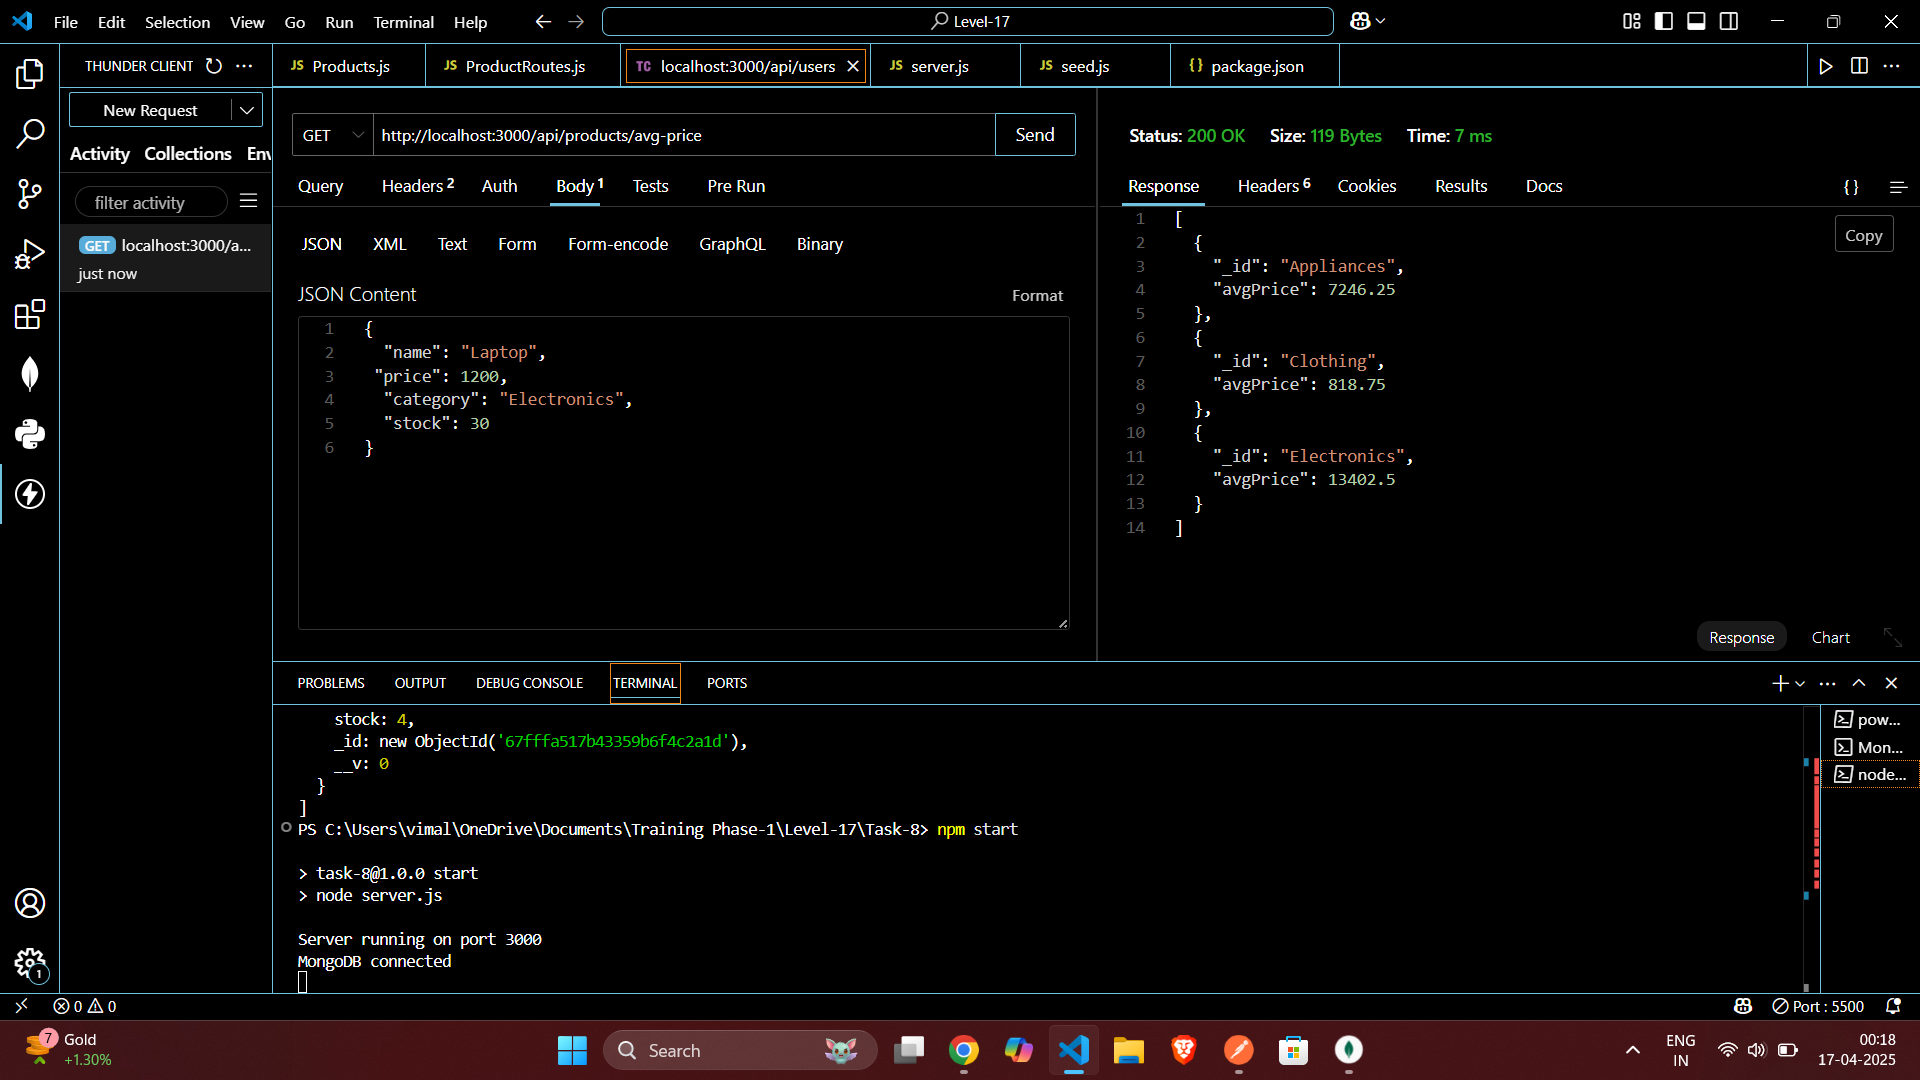 File Edit Selection View Go Run Terminal Help
Level-17
THUNDER CLIENT
Products.js
ProductRoutes.js
TC localhost:3000/api/users
server.js
seed.js
package.json
New Request
Activity Collections Env
filter activity
GET localhost:3000/a...
just now
GET http://localhost:3000/api/products/avg-price Send
Query Headers 2 Auth Body 1 Tests Pre Run
JSON XML Text Form Form-encode GraphQL Binary
JSON Content
Format
1 {
2 "name": "Laptop",
3 "price": 1200,
4 "category": "Electronics",
5 "stock": 30
6 }
Status: 200 OK Size: 119 Bytes Time: 7 ms
Response Headers 6 Cookies Results Docs
{ }
Copy
1 [
2 {
3 "_id": "Appliances",
4 "avgPrice": 7246.25
5 },
6 {
7 "_id": "Clothing",
8 "avgPrice": 818.75
9 },
10 {
11 "_id": "Electronics",
12 "avgPrice": 13402.5
13 }
14 ]
Response Chart
PROBLEMS OUTPUT DEBUG CONSOLE TERMINAL PORTS
stock: 4,
_id: new ObjectId('67fffa517b43359b6f4c2a1d'),
__v: 0
}
]
PS C:\Users\vimal\OneDrive\Documents\Training Phase-1\Level-17\Task-8> npm start
> task-8@1.0.0 start
> node server.js
Server running on port 3000
MongoDB connected
pow...
Mon...
node...
1
0 0
Port : 5500
7
Gold
+1.30%
Search
ENG
IN
00:18
17-04-2025